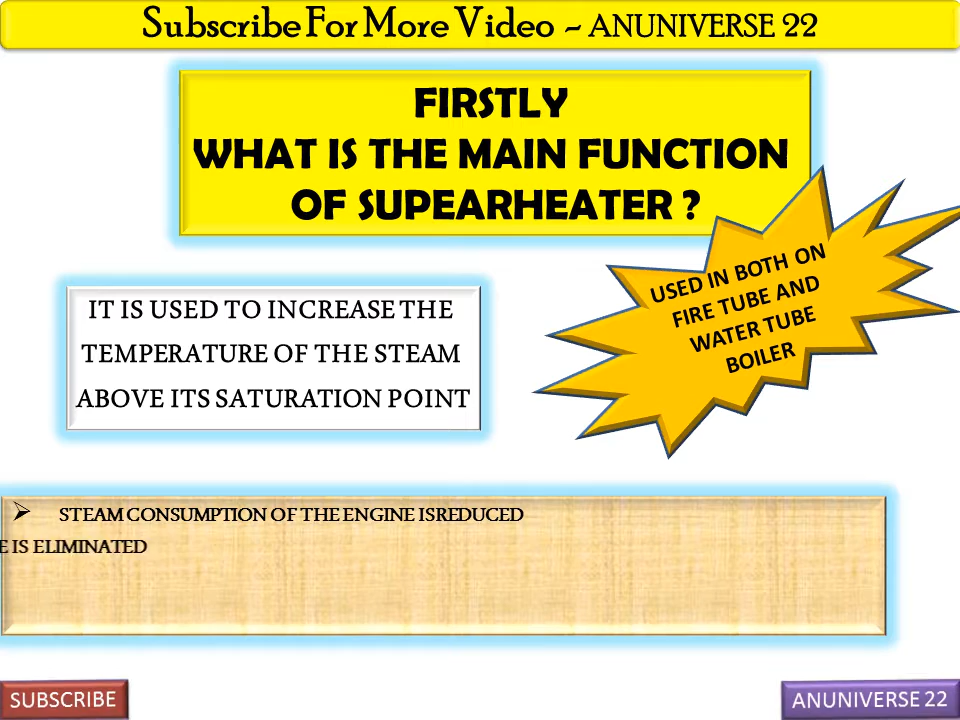 Subscribe For More Video - ANUNIVERSE 22
FIRSTLY
WHAT IS THE MAIN FUNCTION
OF SUPEARHEATER ?
USED IN BOTH ON
FIRE TUBE AND
WATER TUBE
BOILER
IT IS USED TO INCREASE THE
TEMPERATURE OF THE STEAM
ABOVE ITS SATURATION POINT
➢ STEAM CONSUMPTION OF THE ENGINE ISREDUCED
IS ELIMINATED
SUBSCRIBE
ANUNIVERSE 22